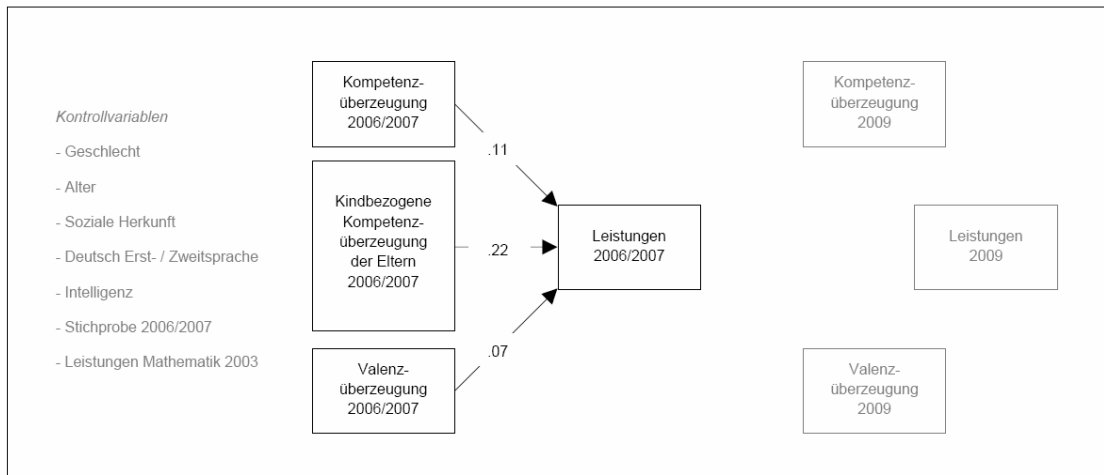 Kontrollvariablen
- Geschlecht
- Alter
- Soziale Herkunft
- Deutsch Erst- / Zweitsprache
- Intelligenz
- Stichprobe 2006/2007
- Leistungen Mathematik 2003
Kompetenz-
überzeugung
2006/2007
Kindbezogene
Kompetenz-
überzeugung
der Eltern
2006/2007
Valenz-
überzeugung
2006/2007
.11
.22
.07
Leistungen
2006/2007
Kompetenz-
überzeugung
2009
Leistungen
2009
Valenz-
überzeugung
2009